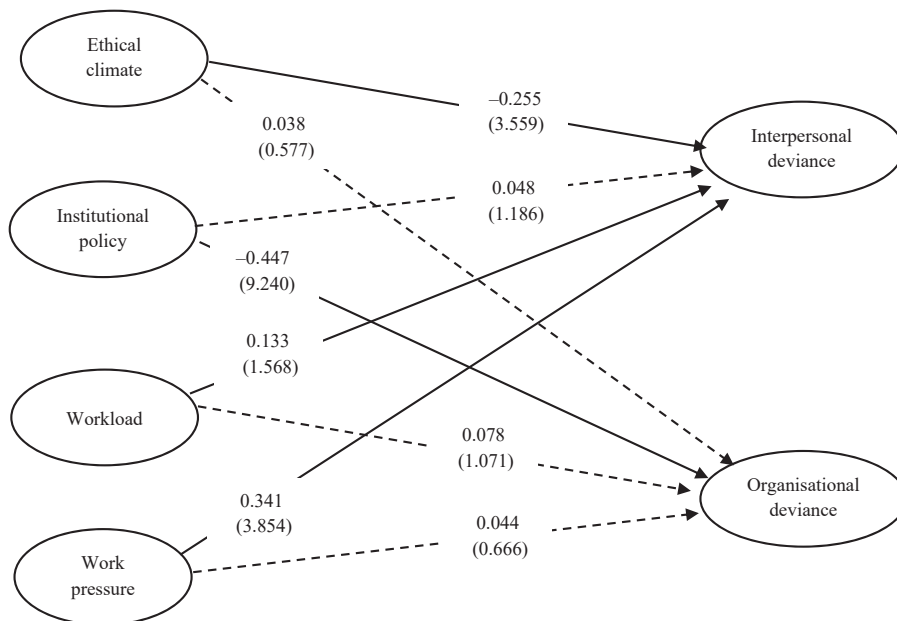 Ethical
climate
−0.255
(3.559)
0.038
(0.577)
Interpersonal
deviance
0.048
(1.186)
Institutional
policy
−0.447
(9.240)
0.133
(1.568)
Workload
0.078
(1.071)
Organisational
deviance
0.341
(3.854)
0.044
(0.666)
Work
pressure